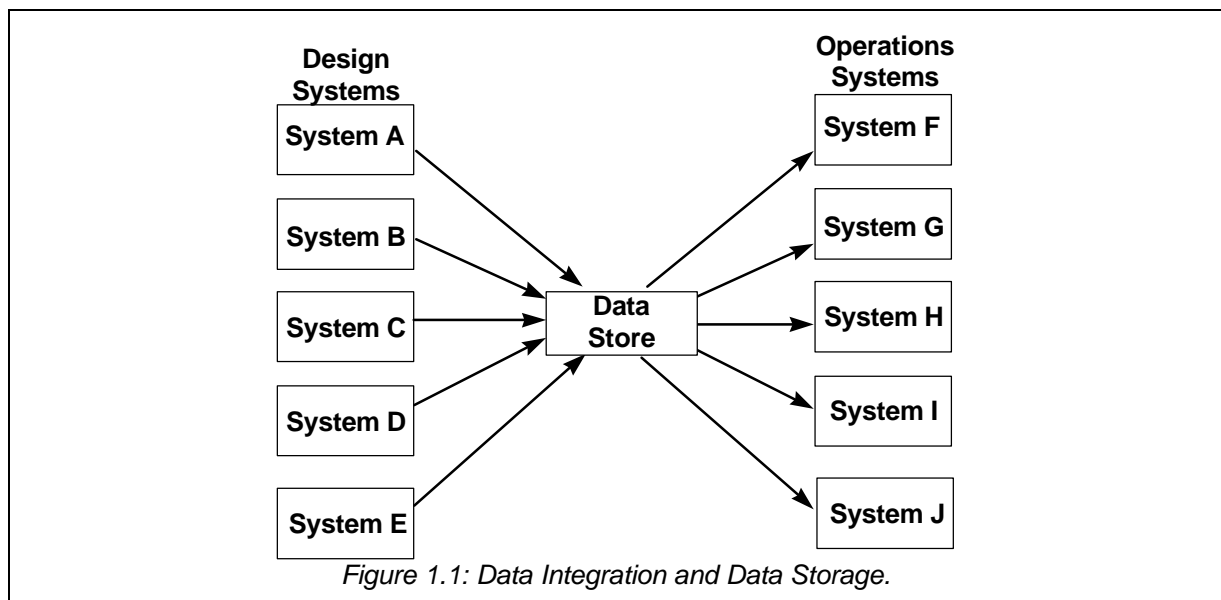 Design
Systems
System A
System B
System C
System D
System E
Data
Store
Operations
Systems
System F
System G
System H
System I
System J
Figure 1.1: Data Integration and Data Storage.